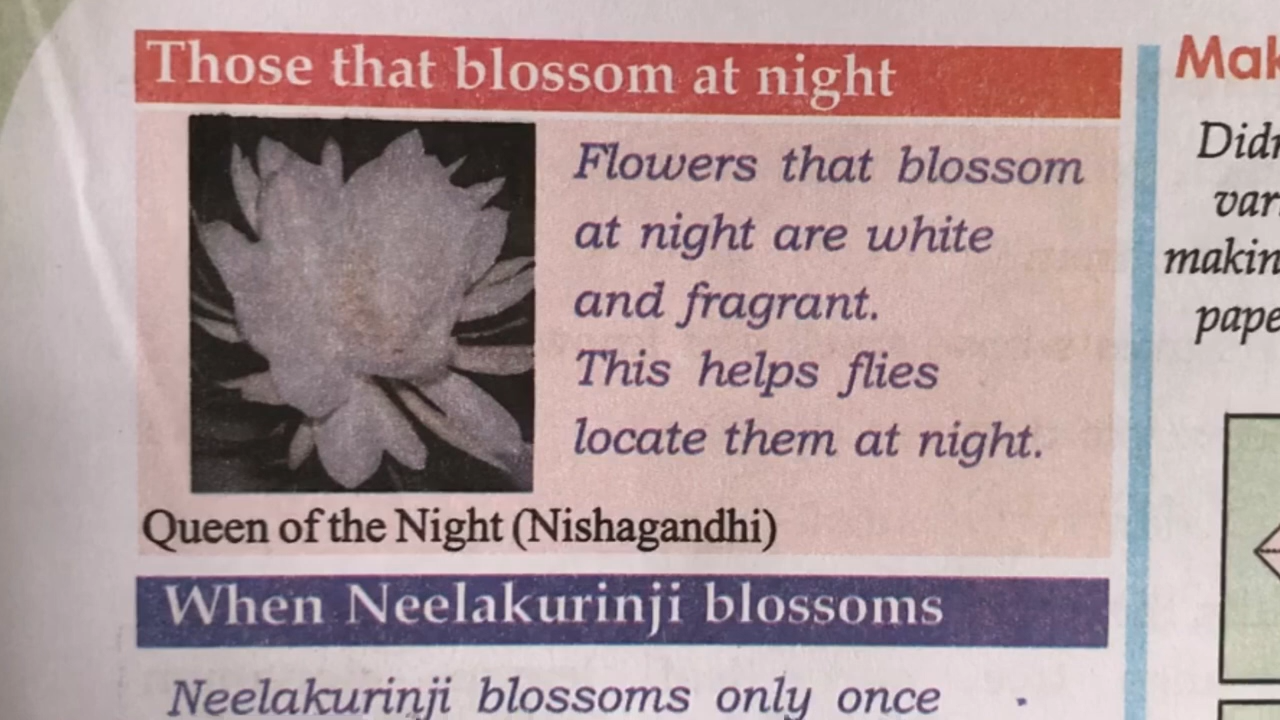 Those that blossom at night
Flowers that blossom
at night are white
and fragrant.
This helps flies
locate them at night.
Queen of the Night (Nishagandhi)
When Neelakurinji blossoms
Neelakurinji blossoms only once